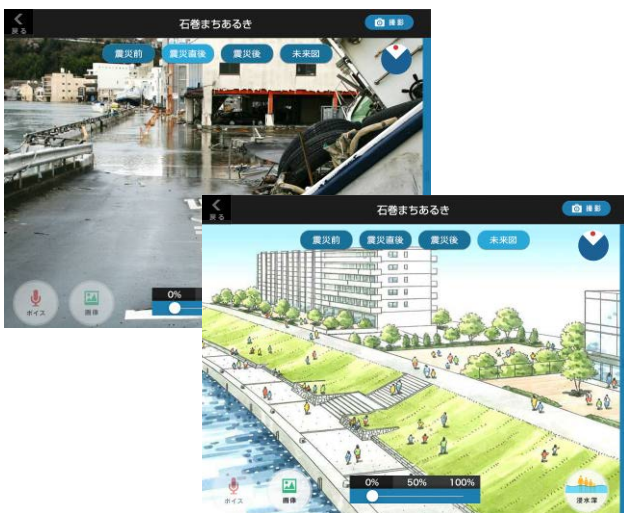 石巻まちあるき
戻る
撮影
震災前 震災直後 震災後 未来図
ボイス 画像
0%
石巻まちあるき
戻る
撮影
震災前 震災直後 震災後 未来図
ボイス 画像
0% 50% 100%
浸水深